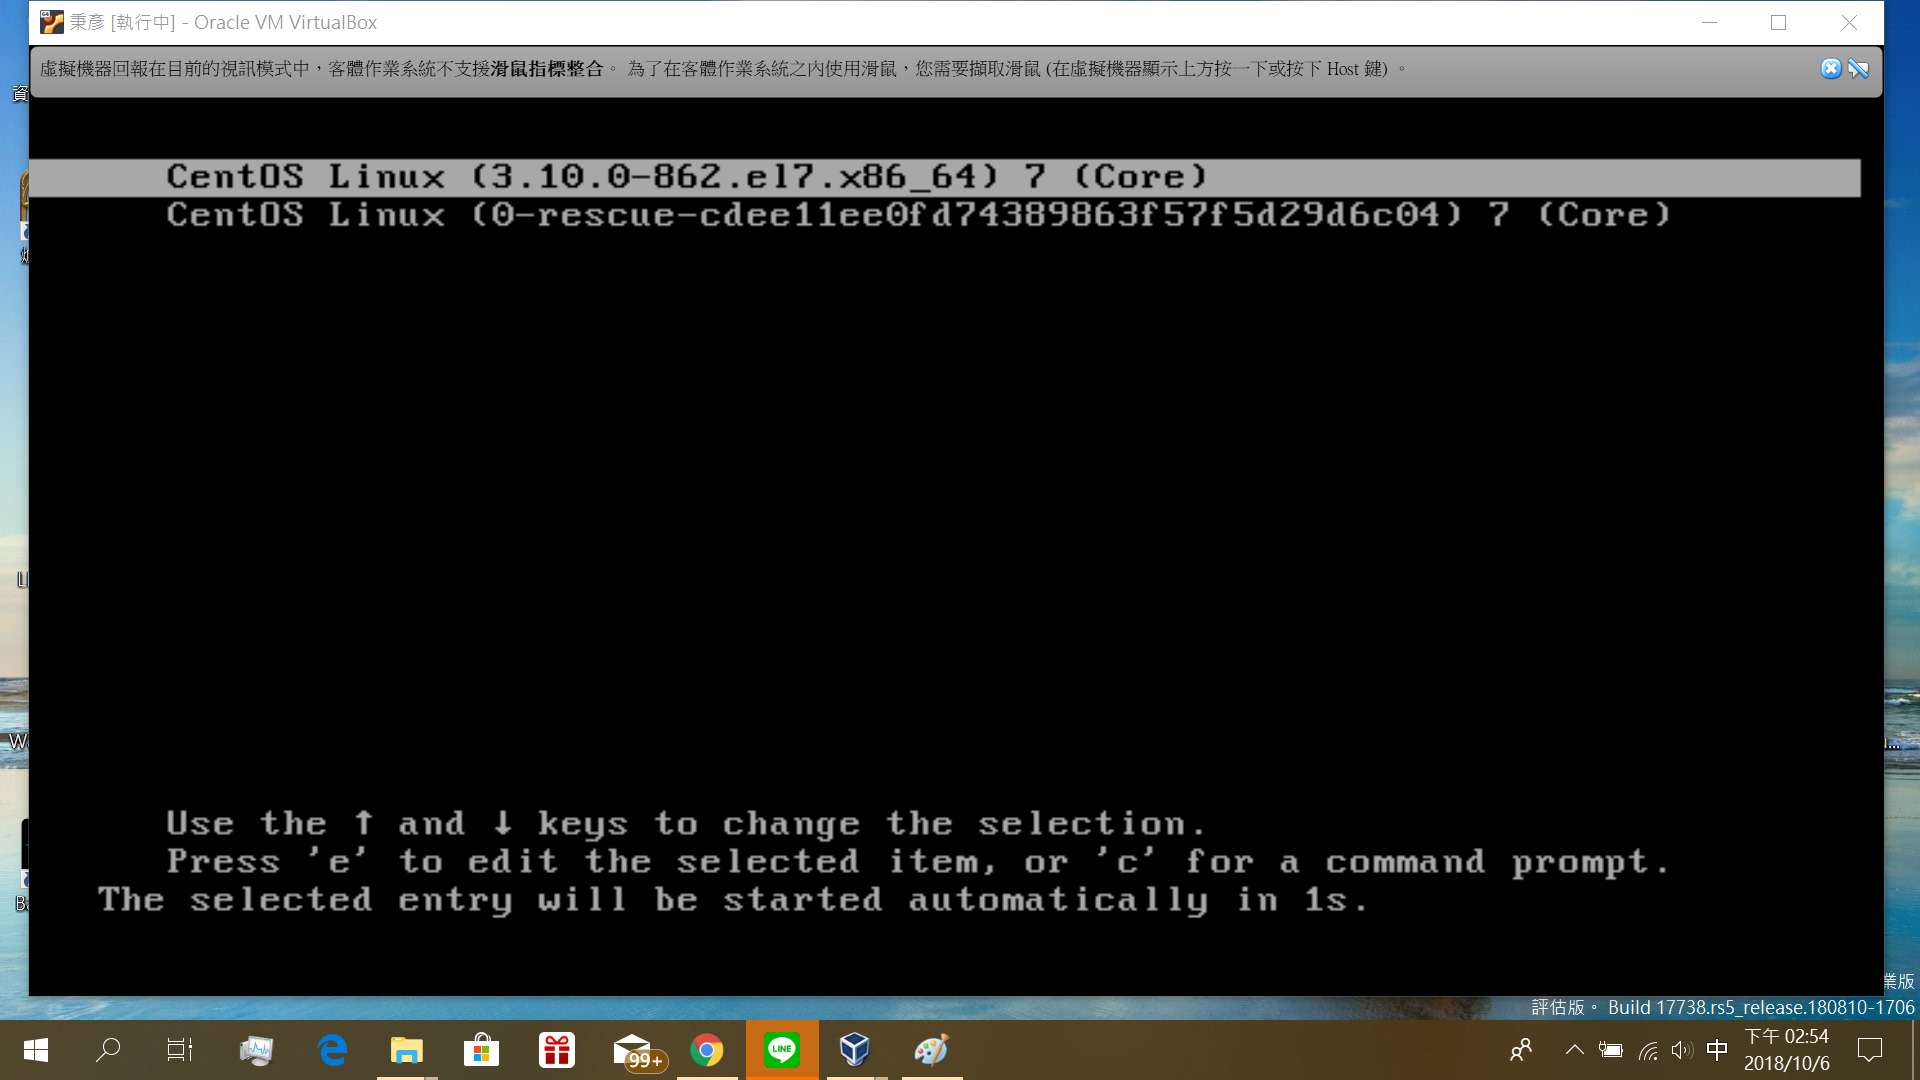 秉彥 [執行中] - Oracle VM VirtualBox
虛擬機器回報在目前的視訊模式中，客體作業系統不支援滑鼠指標整合。 為了在客體作業系統之內使用滑鼠，您需要擷取滑鼠 (在虛擬機器顯示上方按一下或按下 Host 鍵) 。
資
CentOS Linux (3.10.0-862.el7.x86_64) 7 (Core)
CentOS Linux (0-rescue-cdee11ee0fd74389863f57f5d29d6c04) 7 (Core)
Use the ↑ and ↓ keys to change the selection.
Press 'e' to edit the selected item, or 'c' for a command prompt.
The selected entry will be started automatically in 1s.
業版
評估版。 Build 17738.rs5_release.180810-1706
99+
LINE
中
下午 02:54
2018/10/6